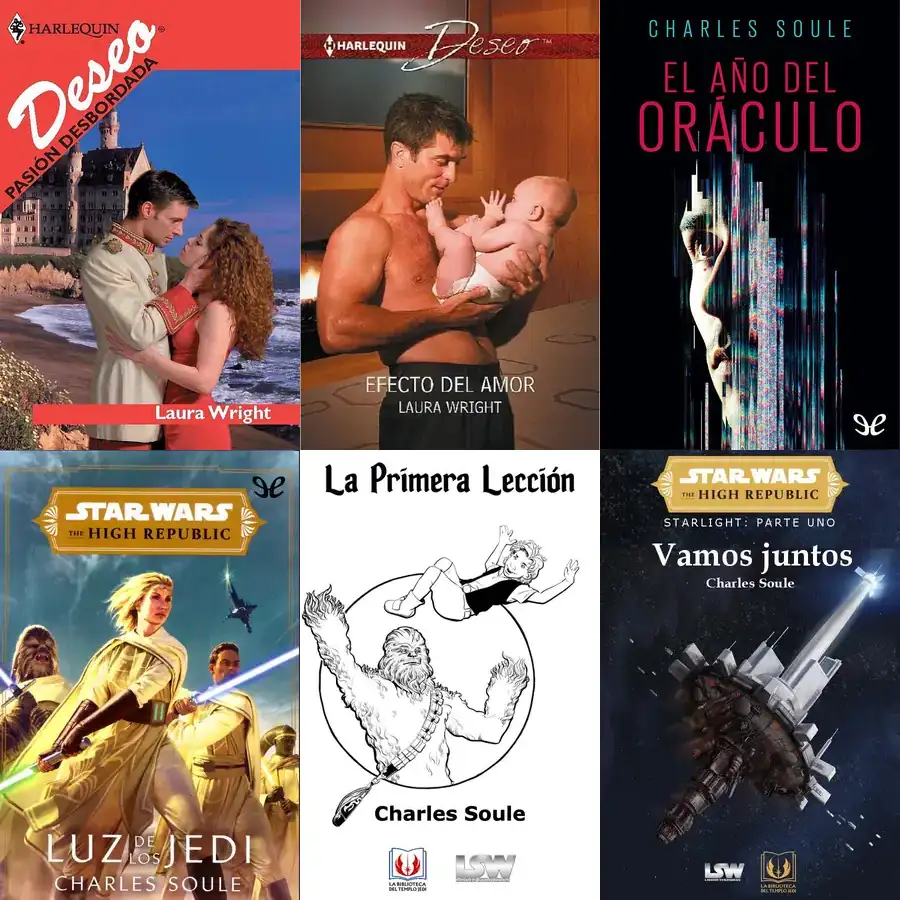 HARLEQUIN®
Deseo
PASIÓN DESBORDADA
Laura Wright
HARLEQUIN Deseo™
EFECTO DEL AMOR
LAURA WRIGHT
CHARLES SOULE
EL AÑO DEL
ORÁCULO
STAR WARS
THE HIGH REPUBLIC
LUZ DE LOS JEDI
CHARLES SOULE
La Primera Lección
Charles Soule
LA BIBLIOTECA
DEL TEMPLO JEDI
LSW
STAR WARS
THE HIGH REPUBLIC
STARLIGHT: PARTE UNO
Vamos juntos
Charles Soule
LSW
LA BIBLIOTECA
DEL TEMPLO JEDI